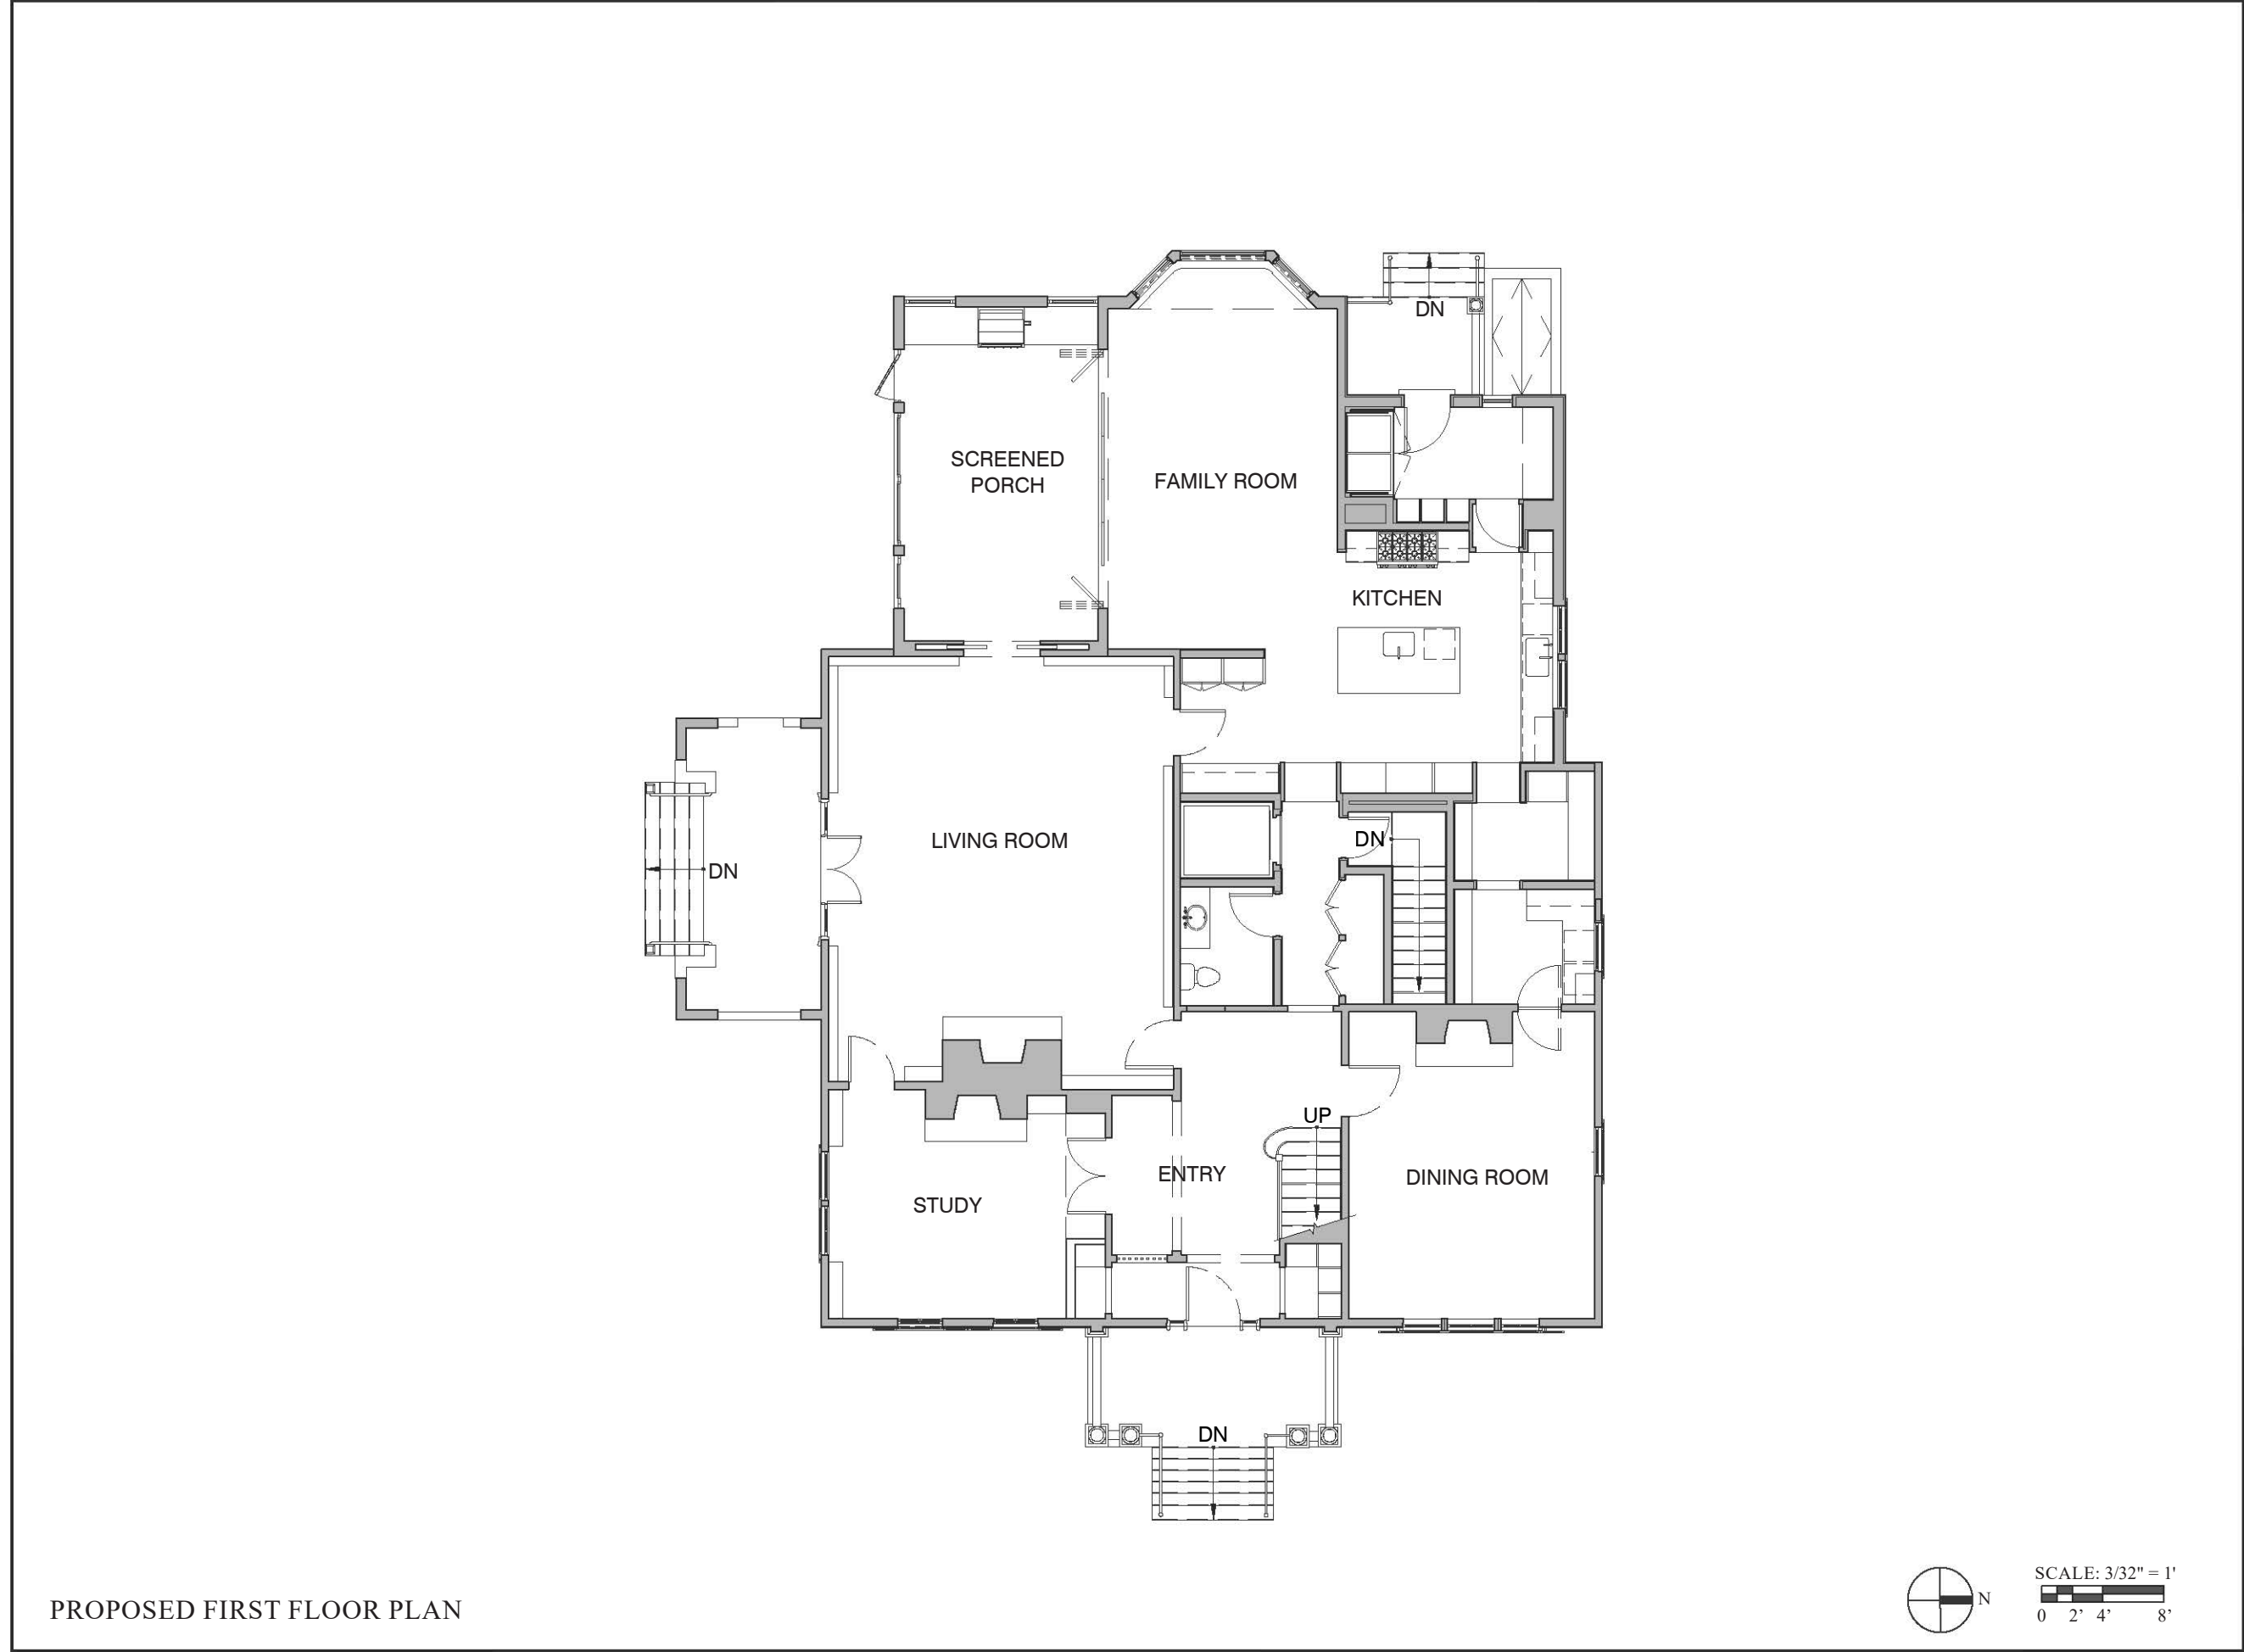 DN
SCREENED
PORCH
FAMILY ROOM
KITCHEN
LIVING ROOM
DN
DN
UP
ENTRY
DINING ROOM
STUDY
DN
PROPOSED FIRST FLOOR PLAN
N
SCALE: 3/32" = 1'
0 2’ 4’ 8’